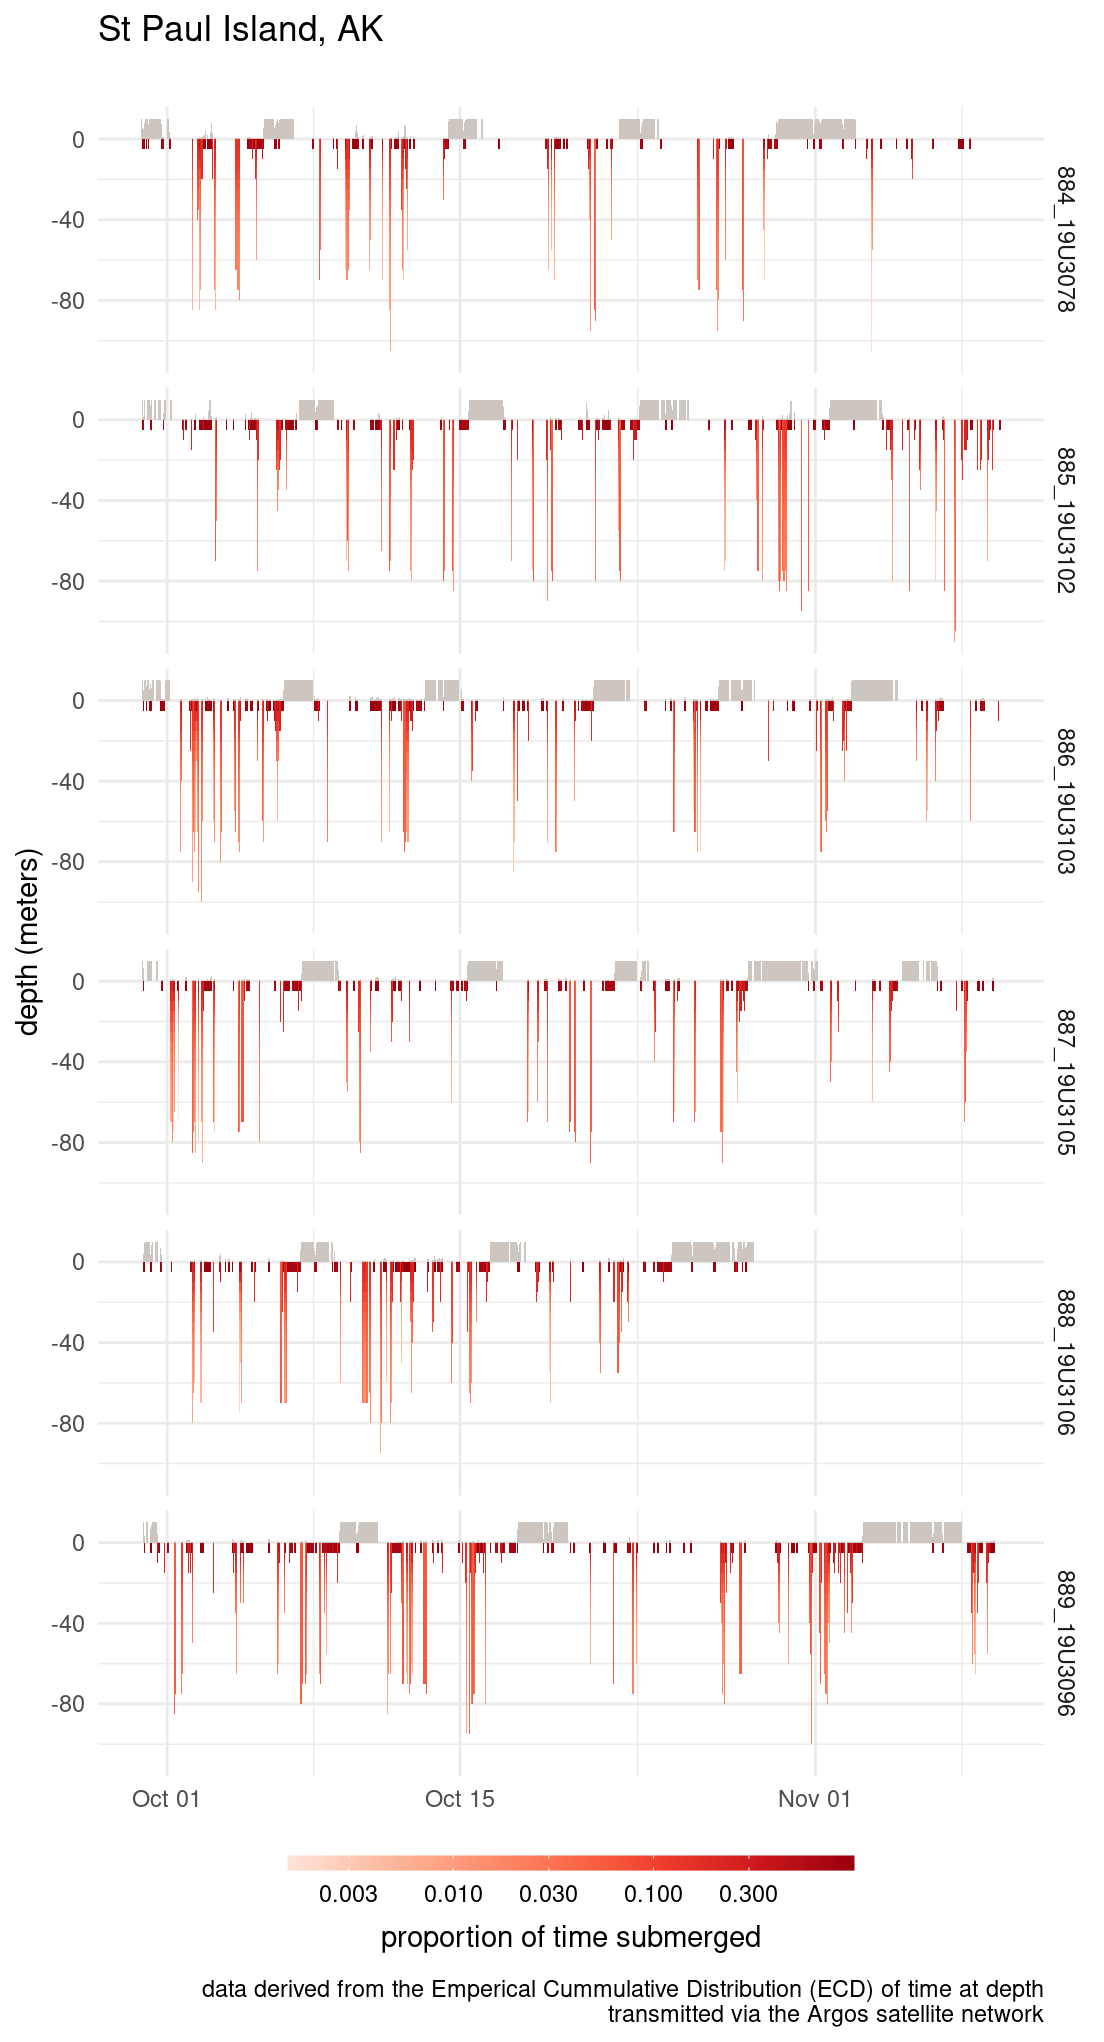 St Paul Island, AK
0
-40
-80
884_19U3078
0
-40
-80
885_19U3102
0
-40
-80
886_19U3103
depth (meters)
0
-40
-80
887_19U3105
0
-40
-80
888_19U3106
0
-40
-80
889_19U3096
Oct 01 Oct 15 Nov 01
0.003 0.010 0.030 0.100 0.300
proportion of time submerged
data derived from the Emperical Cummulative Distribution (ECD) of time at depth
transmitted via the Argos satellite network